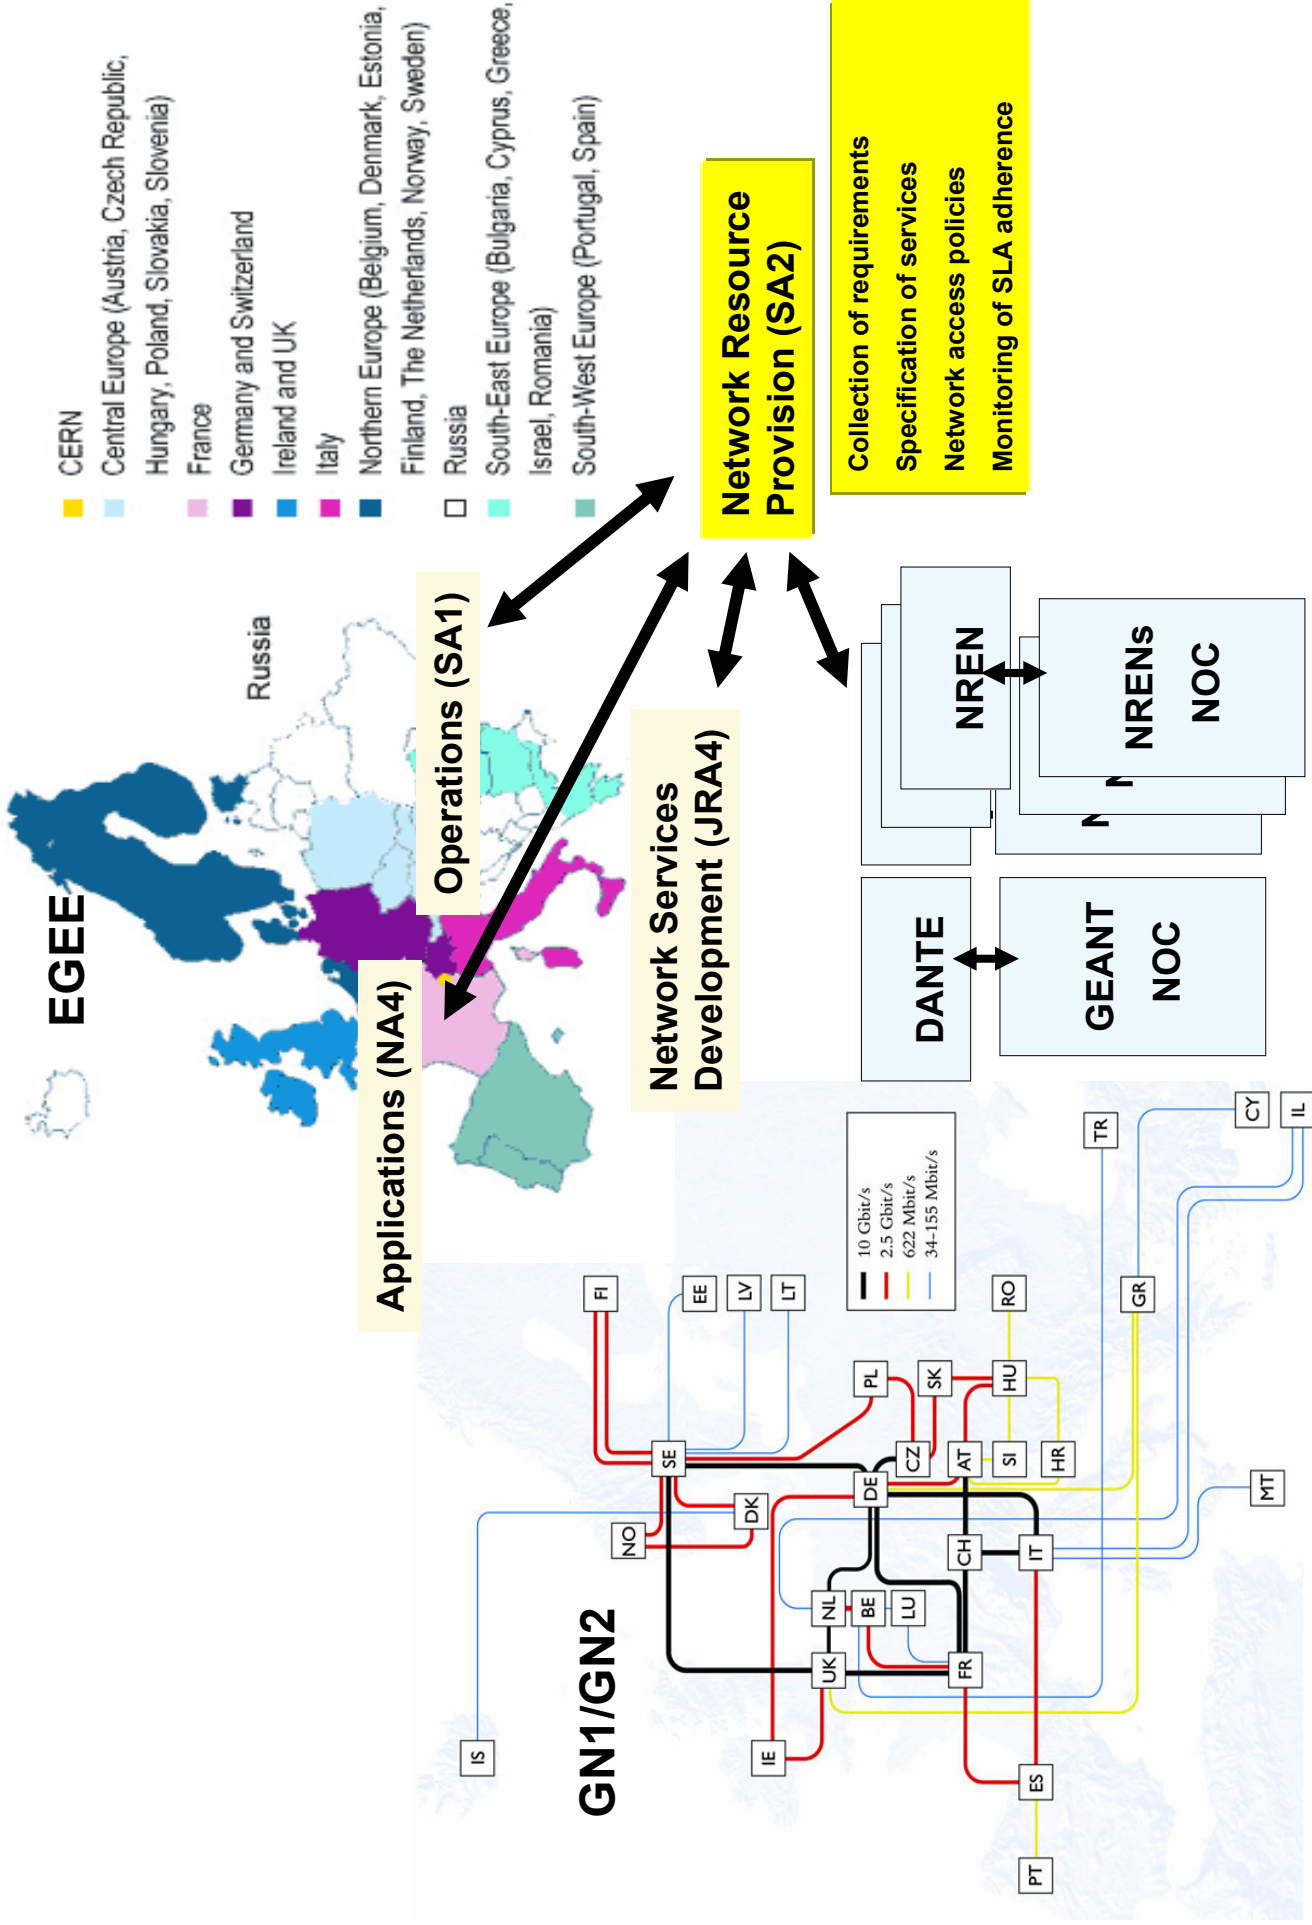 EGEE
CERN
Central Europe (Austria, Czech Republic,
Hungary, Poland, Slovakia, Slovenia)
France
Germany and Switzerland
Ireland and UK
Italy
Northern Europe (Belgium, Denmark, Estonia,
Finland, The Netherlands, Norway, Sweden)
Russia
South-East Europe (Bulgaria, Cyprus, Greece,
Israel, Romania)
South-West Europe (Portugal, Spain)
Russia
Applications (NA4)
Operations (SA1)
Network Services
Development (JRA4)
Network Resource
Provision (SA2)
Collection of requirements
Specification of services
Network access policies
Monitoring of SLA adherence
DANTE
NREN
GEANT
NOC
NRENs
NOC
N
GN1/GN2
10 Gbit/s
2.5 Gbit/s
622 Mbit/s
34-155 Mbit/s
IS
FI
NO
SE
EE
DK
LV
IE
LT
UK
NL
BE
DE
PL
LU
CZ
SK
FR
CH
AT
ES
IT
SI
HU
RO
PT
HR
TR
GR
MT
CY
IL